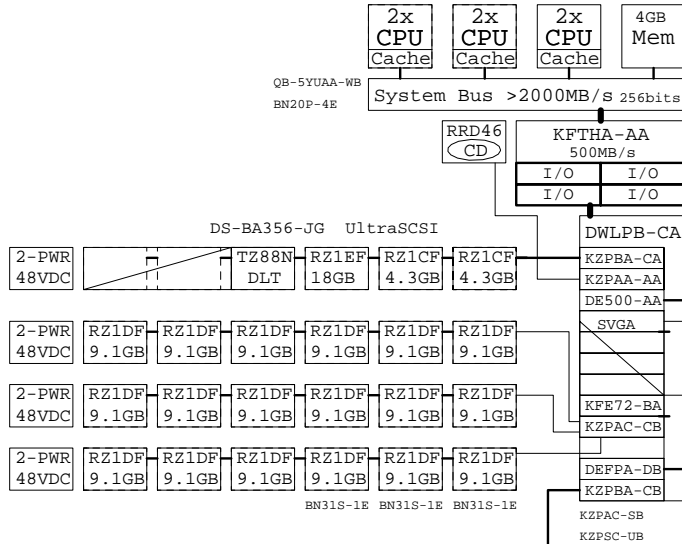 2x 2x 2x 4GB
CPU CPU CPU Mem
Cache Cache Cache
QB-5YUAA-WB
BN20P-4E
System Bus >2000MB/s 256bits
RRD46
CD
KFTHA-AA
500MB/s
I/O I/O
I/O I/O
DS-BA356-JG UltraSCSI
DWLPB-CA
2-PWR TZ88N RZ1EF RZ1CF RZ1CF KZPBA-CA
48VDC DLT 18GB 4.3GB 4.3GB KZPAA-AA
DE500-AA
2-PWR RZ1DF RZ1DF RZ1DF RZ1DF RZ1DF RZ1DF SVGA
48VDC 9.1GB 9.1GB 9.1GB 9.1GB 9.1GB 9.1GB
2-PWR RZ1DF RZ1DF RZ1DF RZ1DF RZ1DF RZ1DF KFE72-BA
48VDC 9.1GB 9.1GB 9.1GB 9.1GB 9.1GB 9.1GB KZPAC-CB
2-PWR RZ1DF RZ1DF RZ1DF RZ1DF RZ1DF RZ1DF DEFPA-DB
48VDC 9.1GB 9.1GB 9.1GB 9.1GB 9.1GB 9.1GB KZPBA-CB
BN31S-1E BN31S-1E BN31S-1E
KZPAC-SB
KZPSC-UB